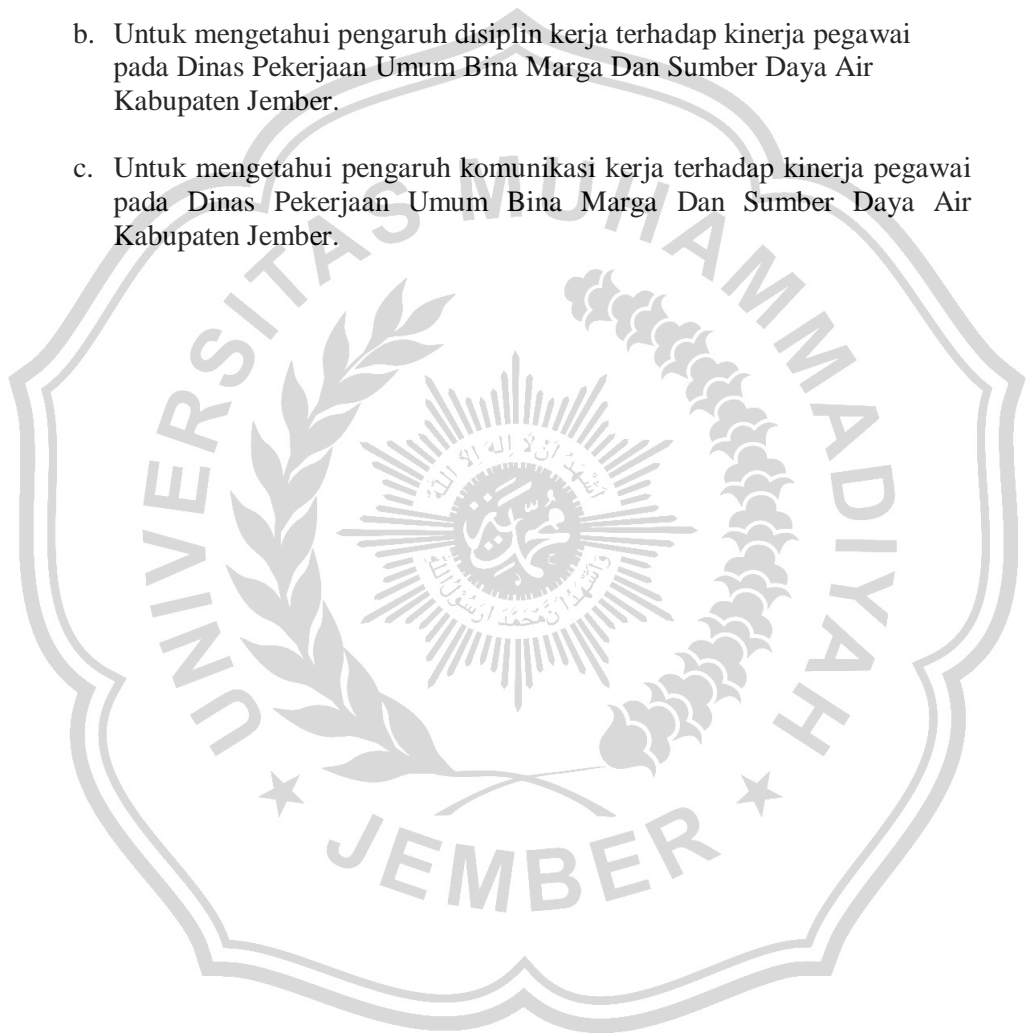 b. Untuk mengetahui pengaruh disiplin kerja terhadap kinerja pegawai
pada Dinas Pekerjaan Umum Bina Marga Dan Sumber Daya Air
Kabupaten Jember.
c. Untuk mengetahui pengaruh komunikasi kerja terhadap kinerja pegawai
pada Dinas Pekerjaan Umum Bina Marga Dan Sumber Daya Air
Kabupaten Jember.
UNIVERSITAS MUHAMMADIYAH
JEMBER